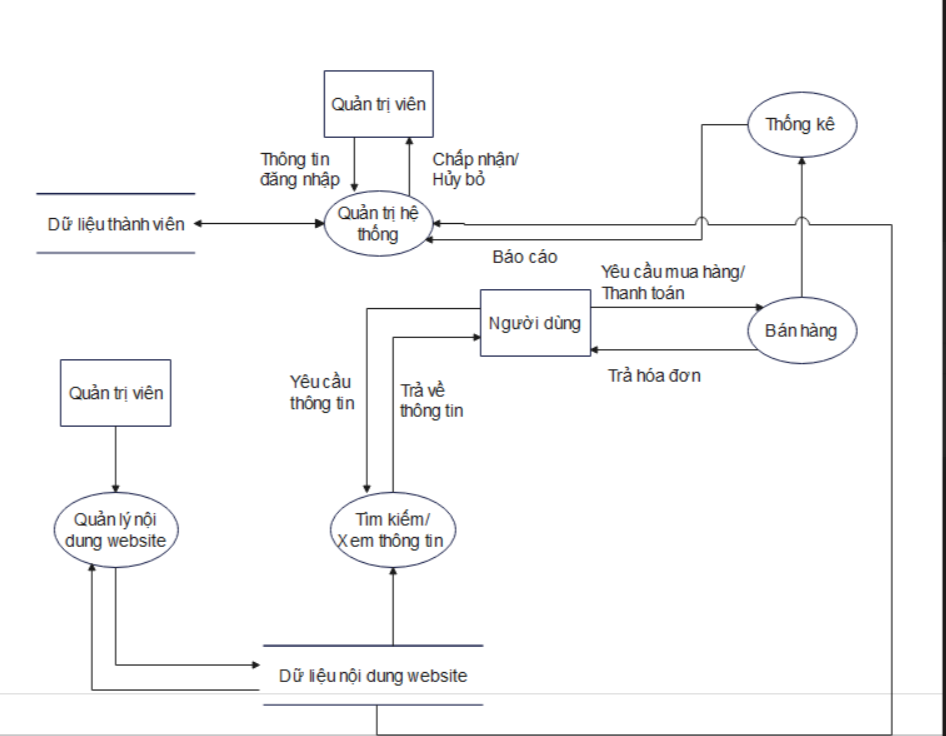 Quản trị viên
Thống kê
Thông tin
đăng nhập
Chấp nhận/
Hủy bỏ
Dữ liệu thành viên
Quản trị hệ
thống
Báo cáo
Yêu cầu mua hàng/
Thanh toán
Người dùng
Bán hàng
Trả hóa đơn
Quản trị viên
Yêu cầu
thông tin
Trả về
thông tin
Quản lý nội
dung website
Tìm kiếm/
Xem thông tin
Dữ liệu nội dung website